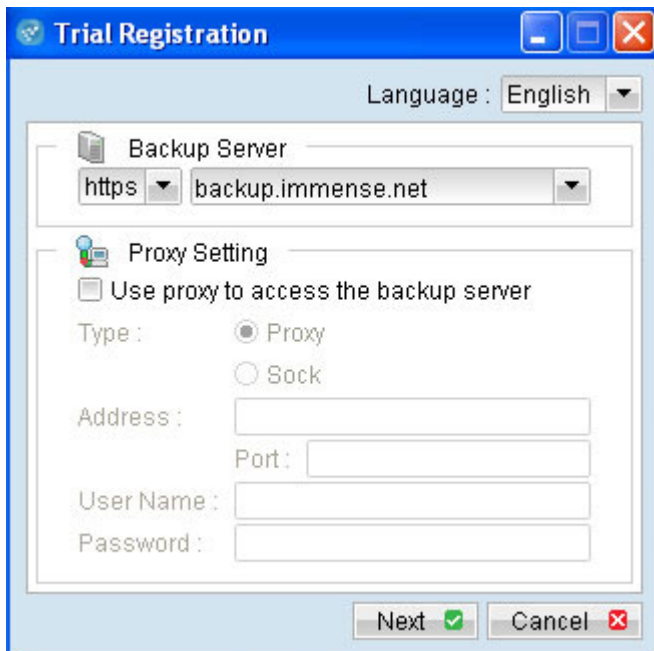 Trial Registration
Language : English
Backup Server
https backup.immense.net
Proxy Setting
Use proxy to access the backup server
Type : Proxy
Sock
Address :
Port :
User Name :
Password :
Next Cancel